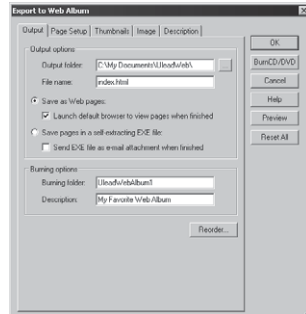 Export to Web Album
Output Page Setup Thumbnails Image Description
Output options
Output folder: C:\My Documents\UleadWeb\ ...
File name: index.html
Save as Web pages:
Launch default browser to view pages when finished
Save pages in a self-extracting EXE file:
Send EXE file as e-mail attachment when finished
Burning options
Burning folder: UleadWebAlbum1
Description: My Favorite Web Album
Reorder...
OK
Burn CD/DVD
Cancel
Help
Preview
Reset All